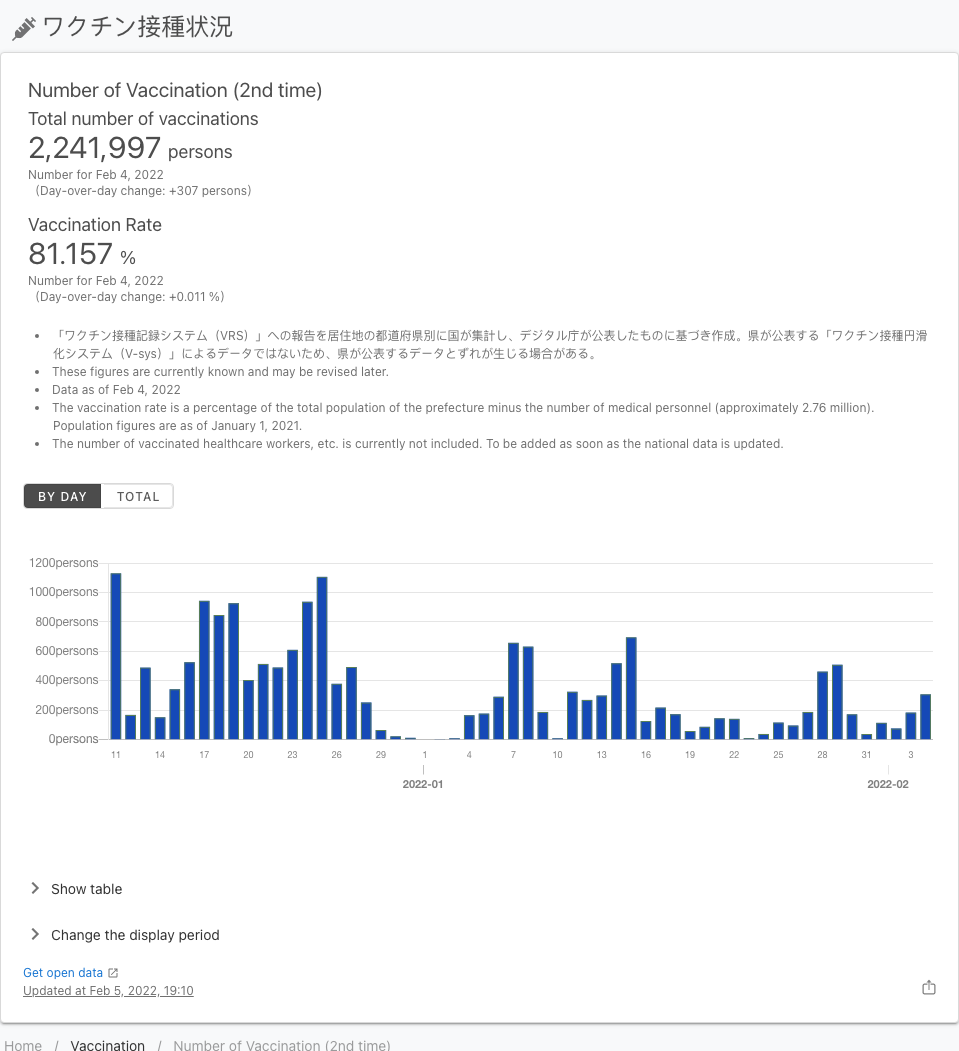 ワクチン接種状況
Number of Vaccination (2nd time)
Total number of vaccinations
2,241,997 persons
Number for Feb 4, 2022
(Day-over-day change: +307 persons)
Vaccination Rate
81.157 %
Number for Feb 4, 2022
(Day-over-day change: +0.011 %)
• 「ワクチン接種記録システム（VRS）」への報告を居住地の都道府県別に国が集計し、デジタル庁が公表したものに基づき作成。県が公表する「ワクチン接種円滑
化システム（V-sys）」によるデータではないため、県が公表するデータとずれが生じる場合がある。
• These figures are currently known and may be revised later.
• Data as of Feb 4, 2022
• The vaccination rate is a percentage of the total population of the prefecture minus the number of medical personnel (approximately 2.76 million).
Population figures are as of January 1, 2021.
• The number of vaccinated healthcare workers, etc. is currently not included. To be added as soon as the national data is updated.
BY DAY TOTAL
1200persons
1000persons
800persons
600persons
400persons
200persons
0persons
11 14 17 20 23 26 29 1 4 7 10 13 16 19 22 25 28 31 3
2022-01 2022-02
Show table
Change the display period
Get open data
Updated at Feb 5, 2022, 19:10
Home / Vaccination / Number of Vaccination (2nd time)